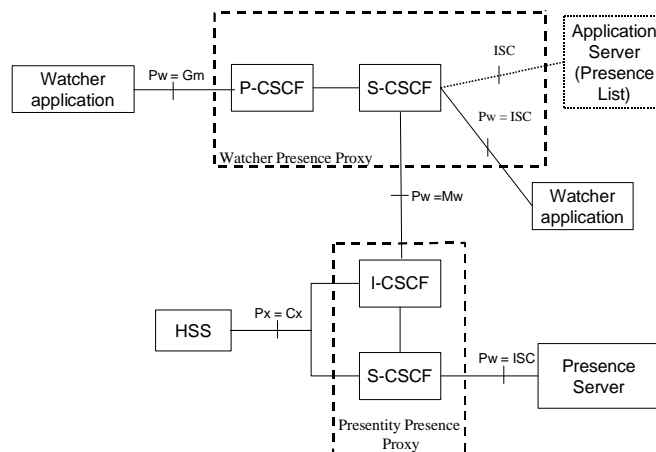 Application
Server
(Presence
List)
ISC
Watcher
application
Pw = Gm
P-CSCF
S-CSCF
Pw = ISC
Watcher Presence Proxy
Watcher
application
Pw =Mw
I-CSCF
HSS
Px = Cx
S-CSCF
Pw = ISC
Presence
Server
Presentity Presence
Proxy